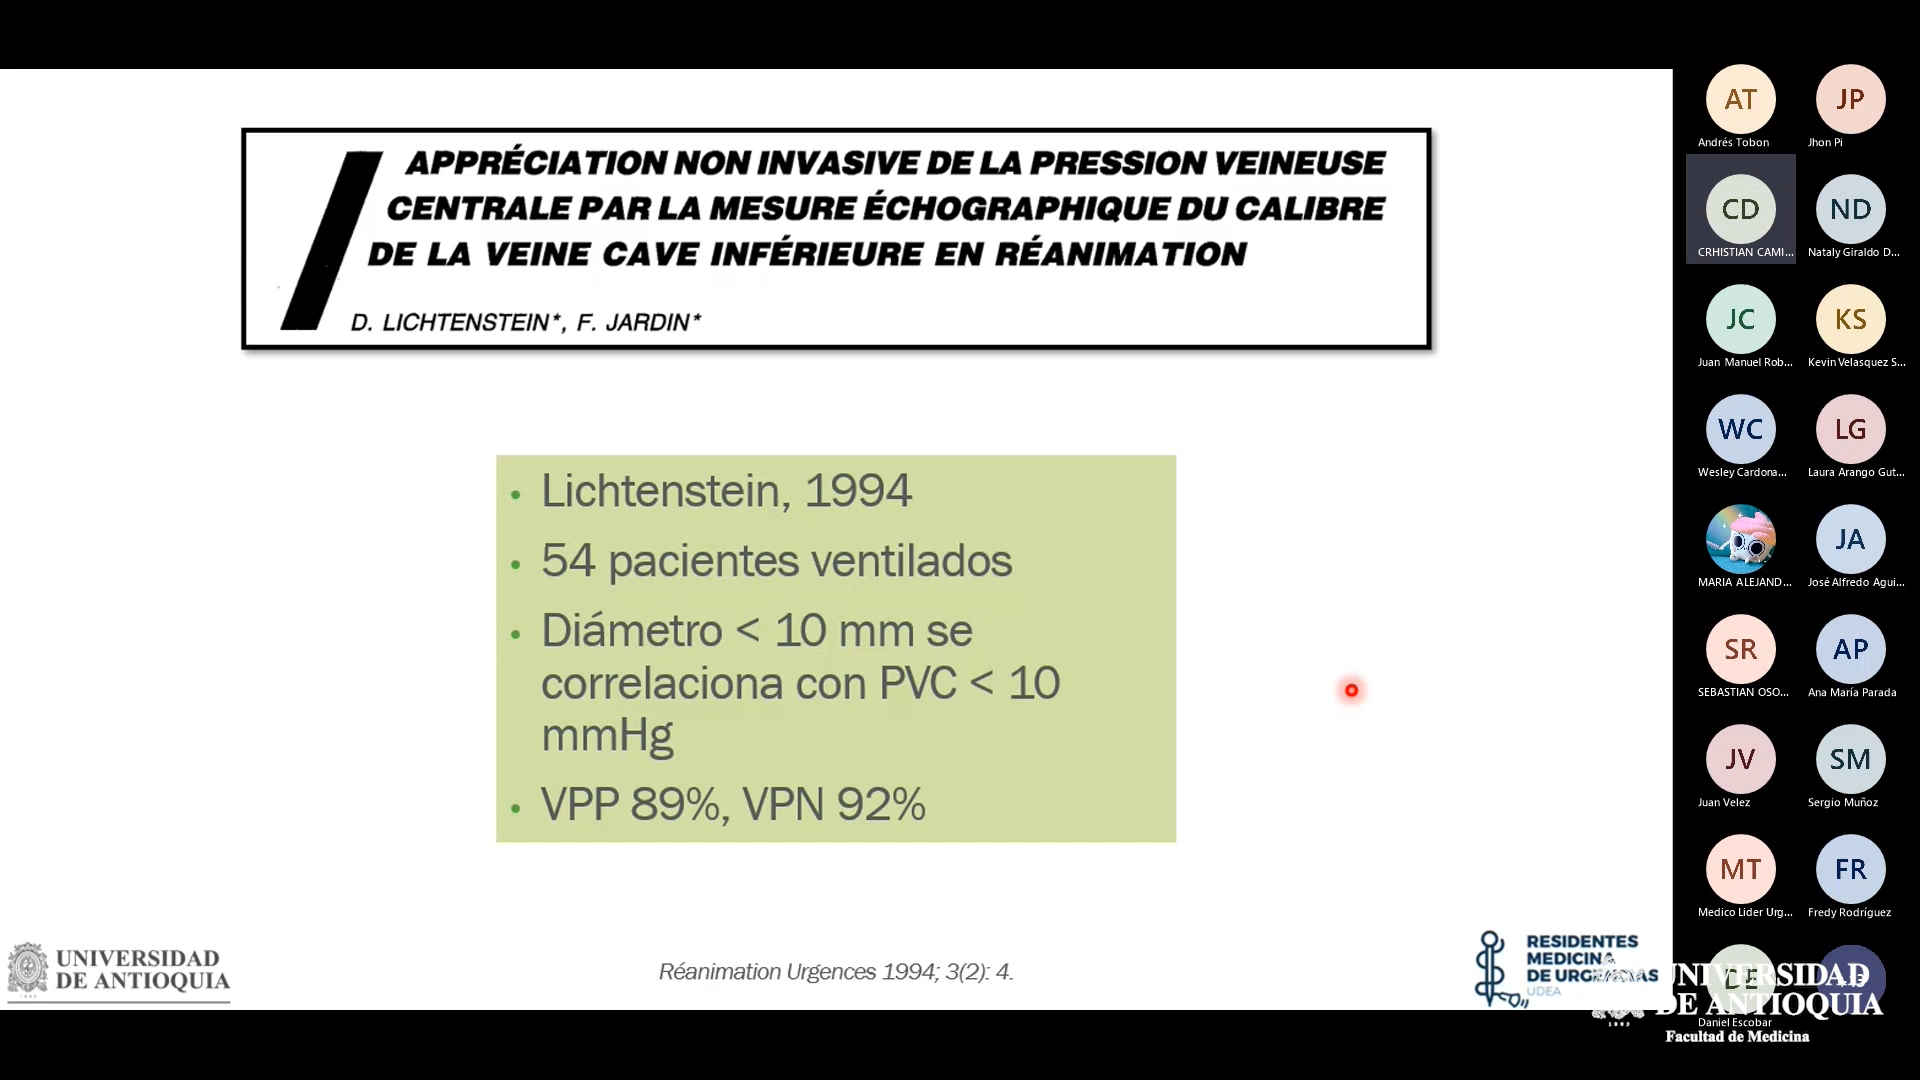 APPRÉCIATION NON INVASIVE DE LA PRESSION VEINEUSE
CENTRALE PAR LA MESURE ÉCHOGRAPHIQUE DU CALIBRE
DE LA VEINE CAVE INFÉRIEURE EN RÉANIMATION
D. LICHTENSTEIN*, F. JARDIN*
• Lichtenstein, 1994
• 54 pacientes ventilados
• Diámetro < 10 mm se
correlaciona con PVC < 10
mmHg
• VPP 89%, VPN 92%
UNIVERSIDAD
DE ANTIOQUIA
Réanimation Urgences 1994; 3(2): 4.
RESIDENTES
MEDICINA
DE URGENCIAS
UDEA
AT
Andrés Tobon
JP
Jhon Pi
CD
CRHISTIAN CAMI...
ND
Nataly Giraldo D...
JC
Juan Manuel Rob...
KS
Kevin Velasquez S...
WC
Wesley Cardona...
LG
Laura Arango Gut...
MARIA ALEJAND...
JA
José Alfredo Agui...
SR
SEBASTIAN OSO...
AP
Ana María Parada
JV
Juan Velez
SM
Sergio Muñoz
MT
Medico Lider Urg...
FR
Fredy Rodríguez
DE
Daniel Escobar
UNIVERSIDAD
DE ANTIOQUIA
1803
Facultad de Medicina